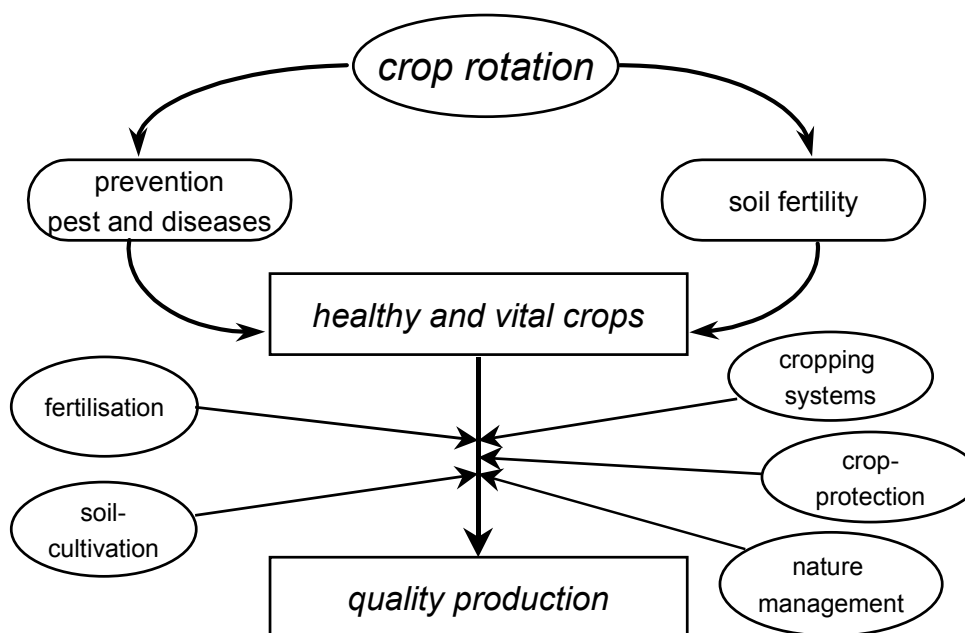 crop rotation
prevention
pest and diseases
soil fertility
healthy and vital crops
fertilisation
cropping
systems
crop-
protection
soil-
cultivation
nature
management
quality production